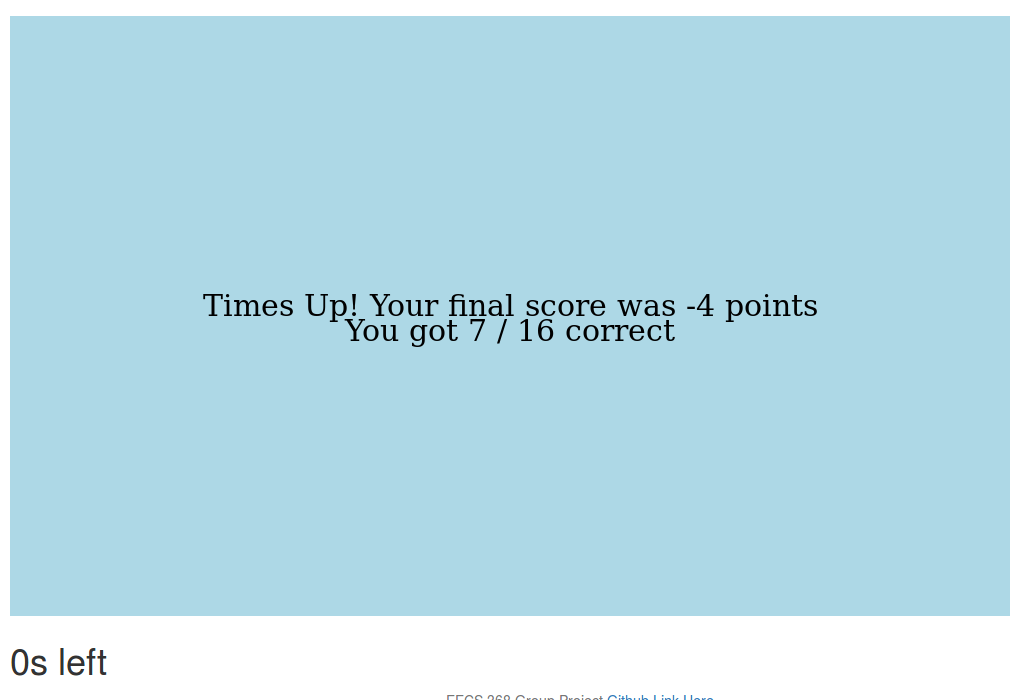 Times Up! Your final score was -4 points
You got 7 / 16 correct
0s left
EECS 368 Group Project Github Link Here